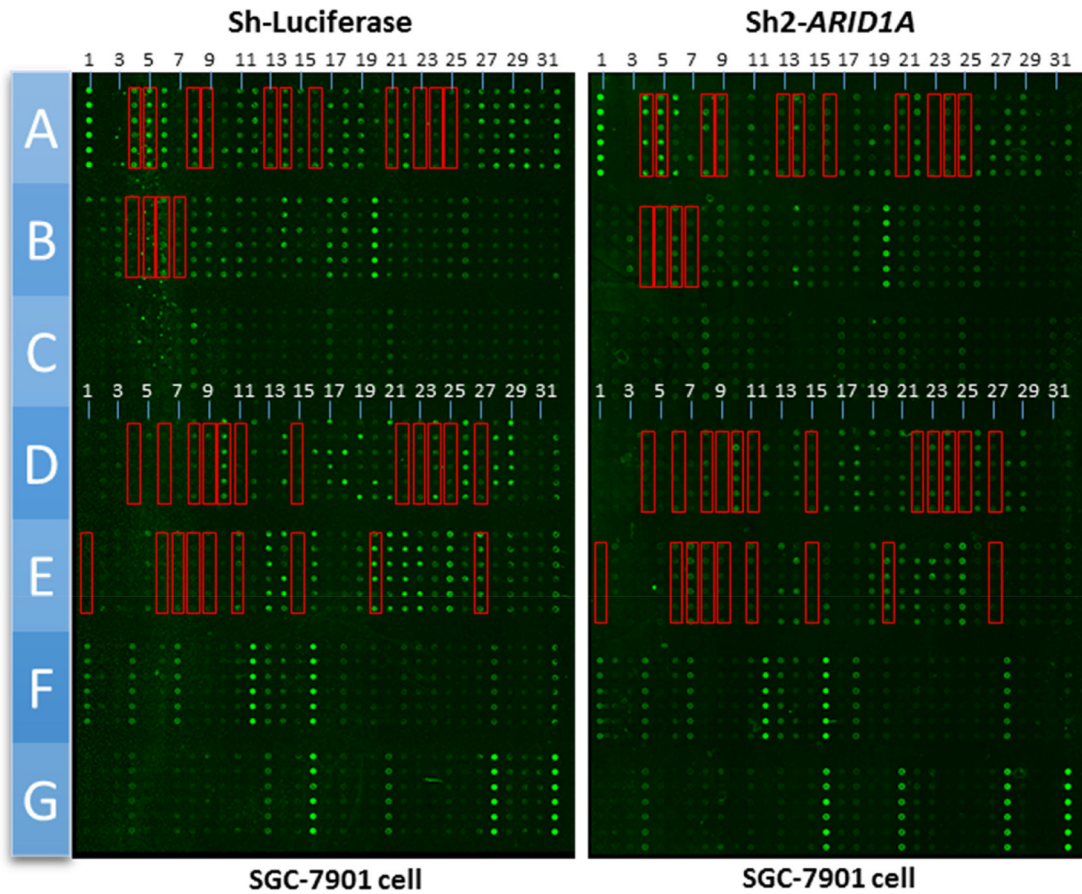 Sh-Luciferase Sh2-ARID1A
1 3 5 7 9 11 13 15 17 19 21 23 25 27 29 31 1 3 5 7 9 11 13 15 17 19 21 23 25 27 29 31
A
B
C
1 3 5 7 9 11 13 15 17 19 21 23 25 27 29 31 1 3 5 7 9 11 13 15 17 19 21 23 25 27 29 31
D
E
F
G
SGC-7901 cell SGC-7901 cell